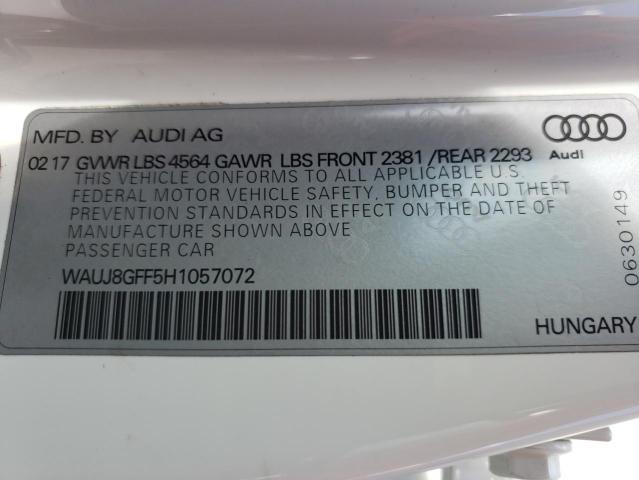 MFD. BY AUDI AG
02 17 GVWR LBS 4564 GAWR LBS FRONT 2381 /REAR 2293
THIS VEHICLE CONFORMS TO ALL APPLICABLE U.S.
FEDERAL MOTOR VEHICLE SAFETY, BUMPER AND THEFT
PREVENTION STANDARDS IN EFFECT ON THE DATE OF
MANUFACTURE SHOWN ABOVE
PASSENGER CAR
WAUJ8GFF5H1057072
Audi
0630149
HUNGARY